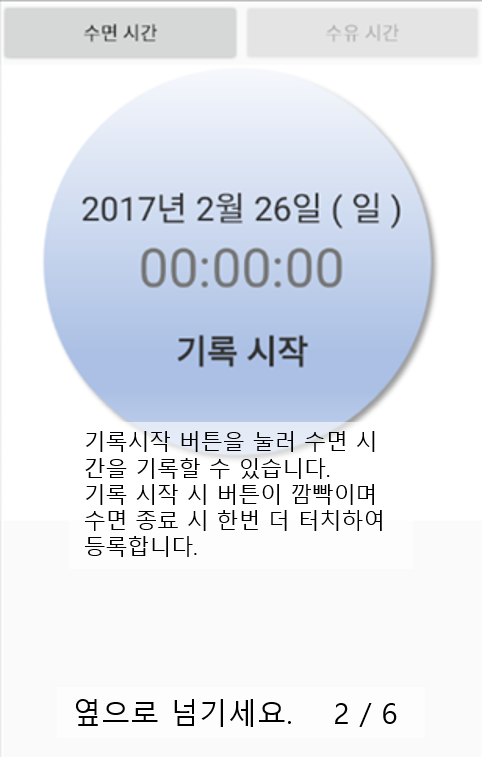 수면 시간
수유 시간
2017년 2월 26일 ( 일 )
00:00:00
기록 시작
기록시작 버튼을 눌러 수면 시
간을 기록할 수 있습니다.
기록 시작 시 버튼이 깜빡이며
수면 종료 시 한번 더 터치하여
등록합니다.
옆으로 넘기세요. 2 / 6